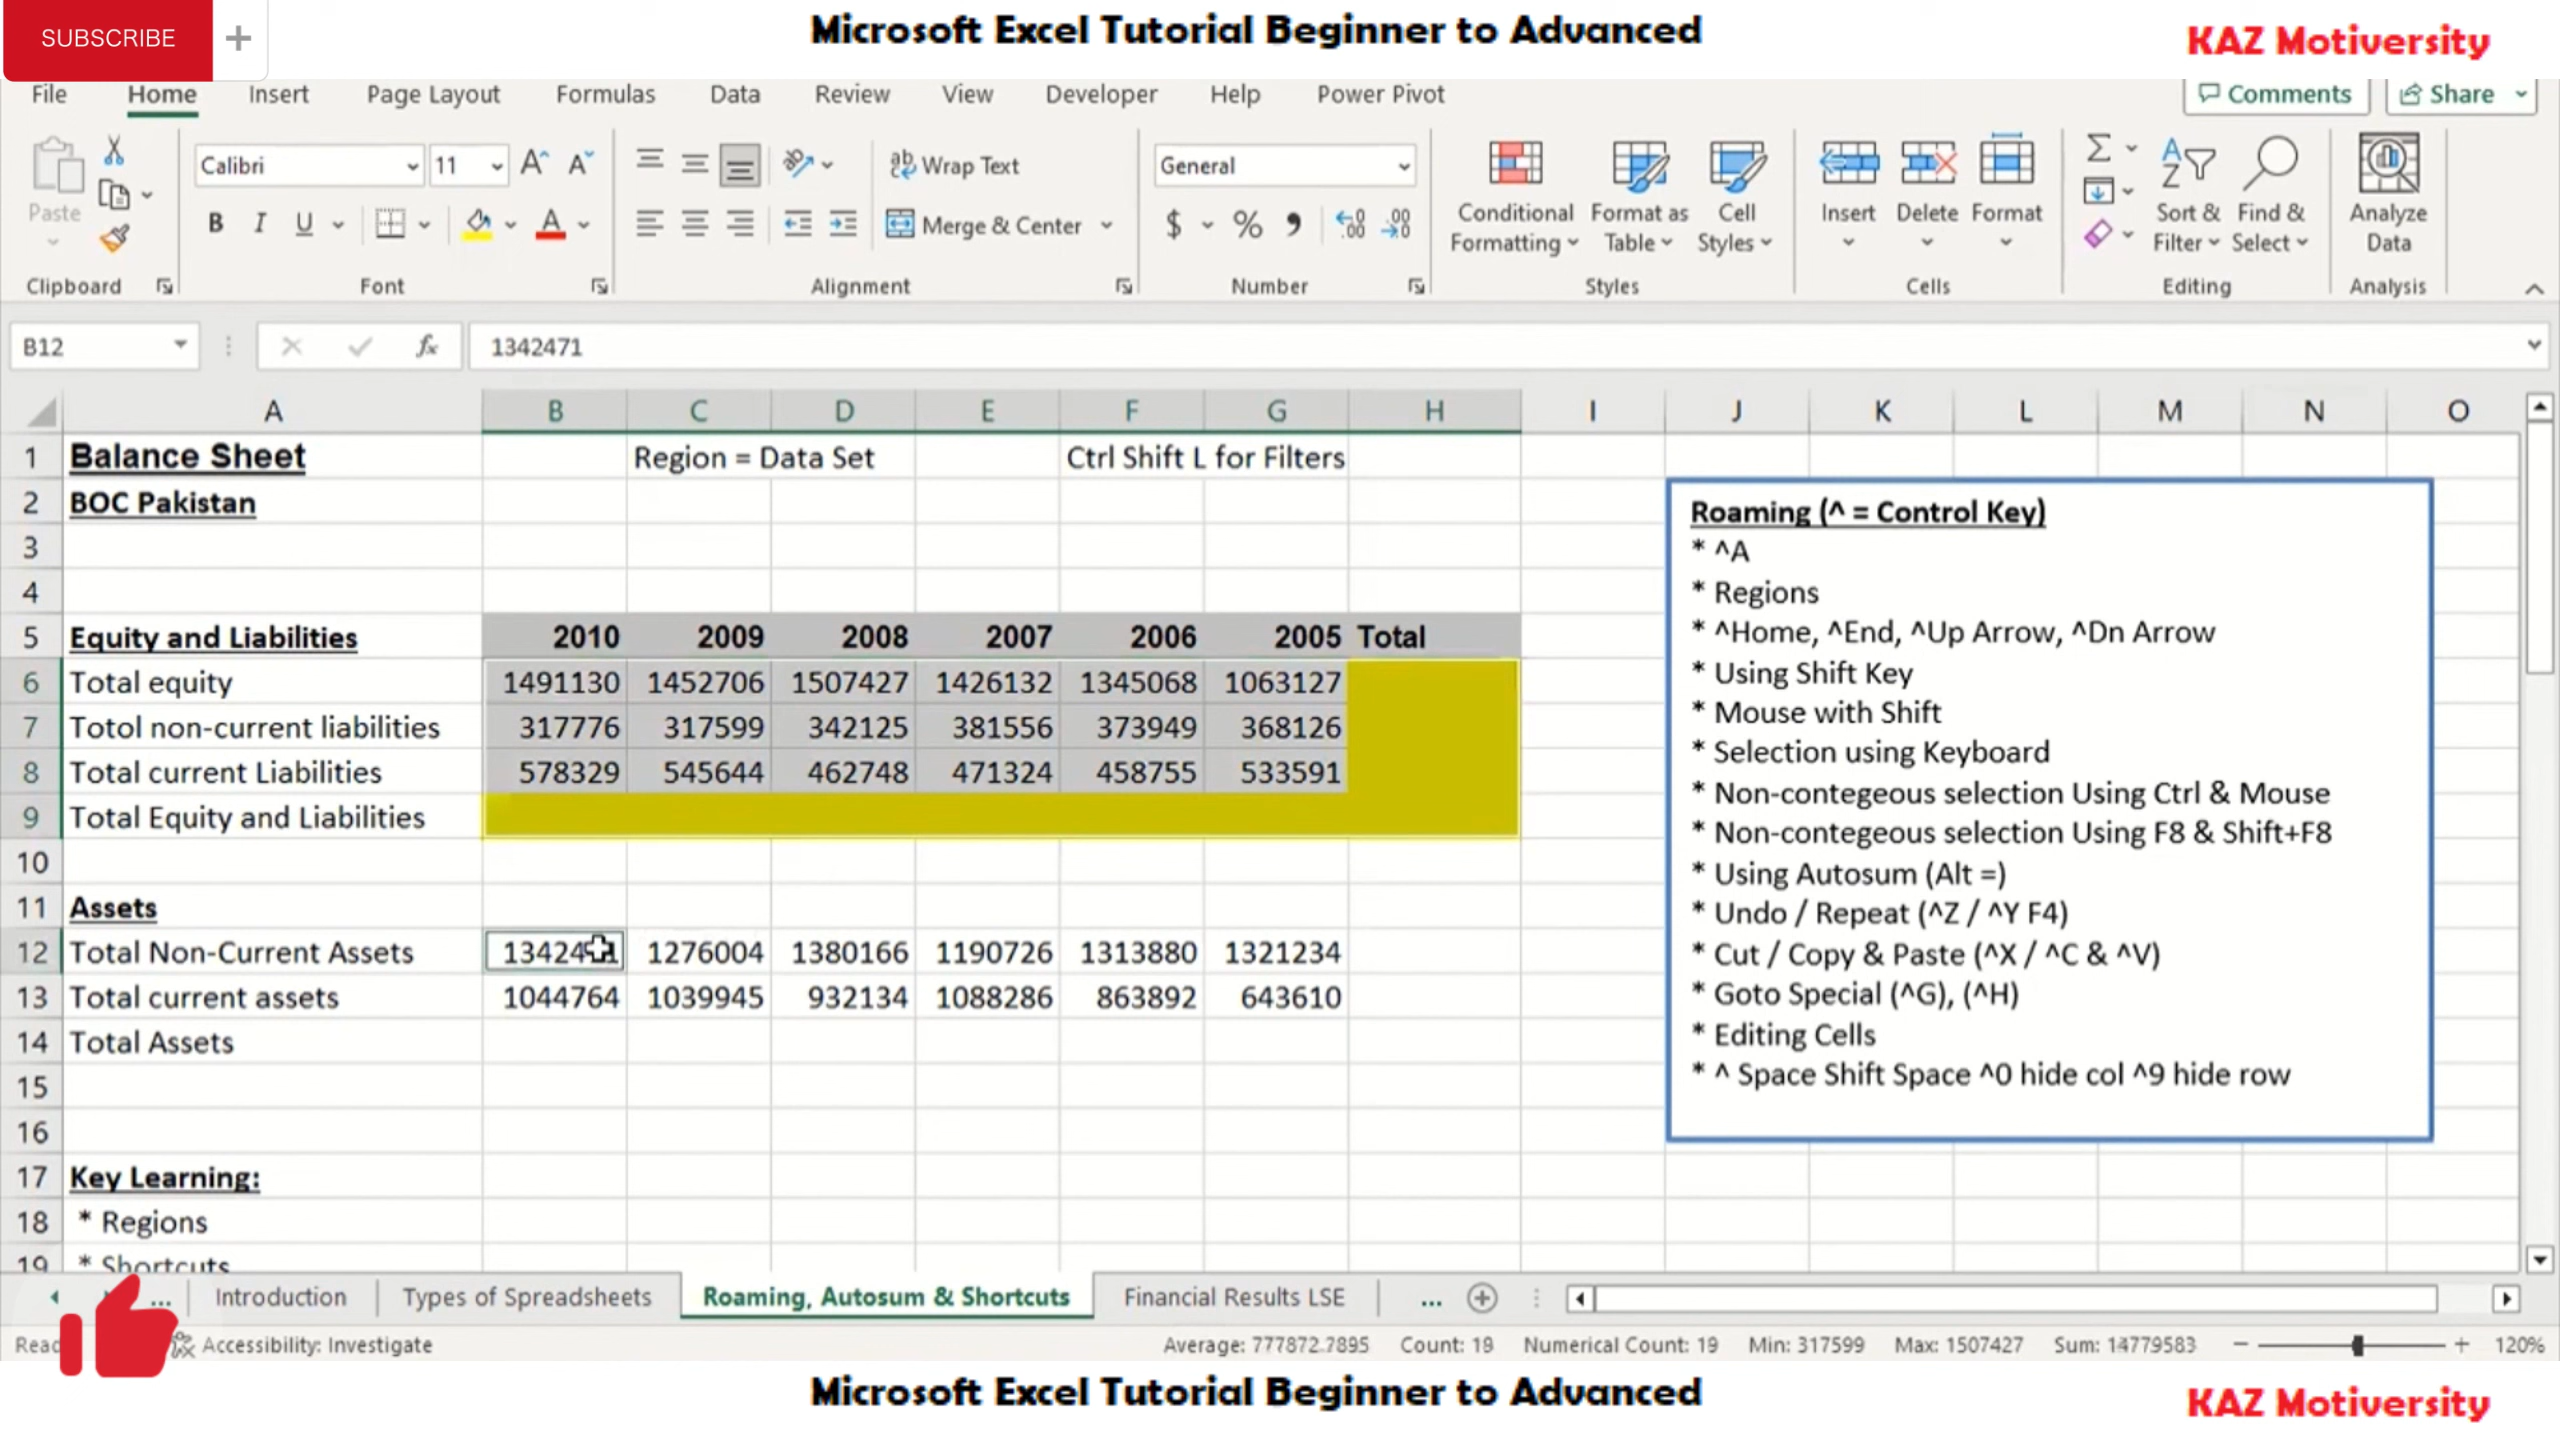 SUBSCRIBE +
Microsoft Excel Tutorial Beginner to Advanced
KAZ Motiversity
File Home Insert Page Layout Formulas Data Review View Developer Help Power Pivot Comments Share
Paste
Calibri 11
Wrap Text
General
B I U
Merge & Center
$ % ,
Conditional Formatting
Format as Table
Cell Styles
Insert Delete Format
Sort & Filter
Find & Select
Analyze Data
Clipboard Font Alignment Number Styles Cells Editing Analysis
B12 fx 1342471
A B C D E F G H I J K L M N O
1 Balance Sheet Region = Data Set Ctrl Shift L for Filters
2 BOC Pakistan
3
4
5 Equity and Liabilities 2010 2009 2008 2007 2006 2005 Total
6 Total equity 1491130 1452706 1507427 1426132 1345068 1063127
7 Totol non-current liabilities 317776 317599 342125 381556 373949 368126
8 Total current Liabilities 578329 545644 462748 471324 458755 533591
9 Total Equity and Liabilities
10
11 Assets
12 Total Non-Current Assets 1276004 1380166 1190726 1313880 1321234
13 Total current assets 1044764 1039945 932134 1088286 863892 643610
14 Total Assets
15
16
17 Key Learning:
18 * Regions
19 * Shortcuts
Roaming (^ = Control Key)
* ^A
* Regions
* ^Home, ^End, ^Up Arrow, ^Dn Arrow
* Using Shift Key
* Mouse with Shift
* Selection using Keyboard
* Non-contegeous selection Using Ctrl & Mouse
* Non-contegeous selection Using F8 & Shift+F8
* Using Autosum (Alt =)
* Undo / Repeat (^Z / ^Y F4)
* Cut / Copy & Paste (^X / ^C & ^V)
* Goto Special (^G), (^H)
* Editing Cells
* ^ Space Shift Space ^0 hide col ^9 hide row
... Introduction Types of Spreadsheets Roaming, Autosum & Shortcuts Financial Results LSE ...
Accessibility: Investigate Average: 777872.7895 Count: 19 Numerical Count: 19 Min: 317599 Max: 1507427 Sum: 14779583 120%
Microsoft Excel Tutorial Beginner to Advanced
KAZ Motiversity